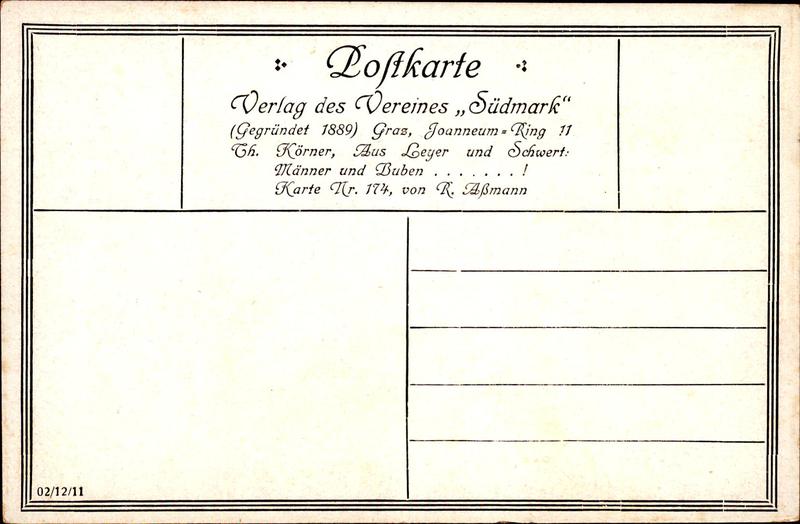 Postkarte
Verlag des Vereines „Südmark“
(Gegründet 1889) Graz, Joanneum=Ring 11
Th. Körner, Aus Leyer und Schwert:
Männer und Buben . . . . . . . !
Karte Nr. 174, von R. Aßmann
02/12/11